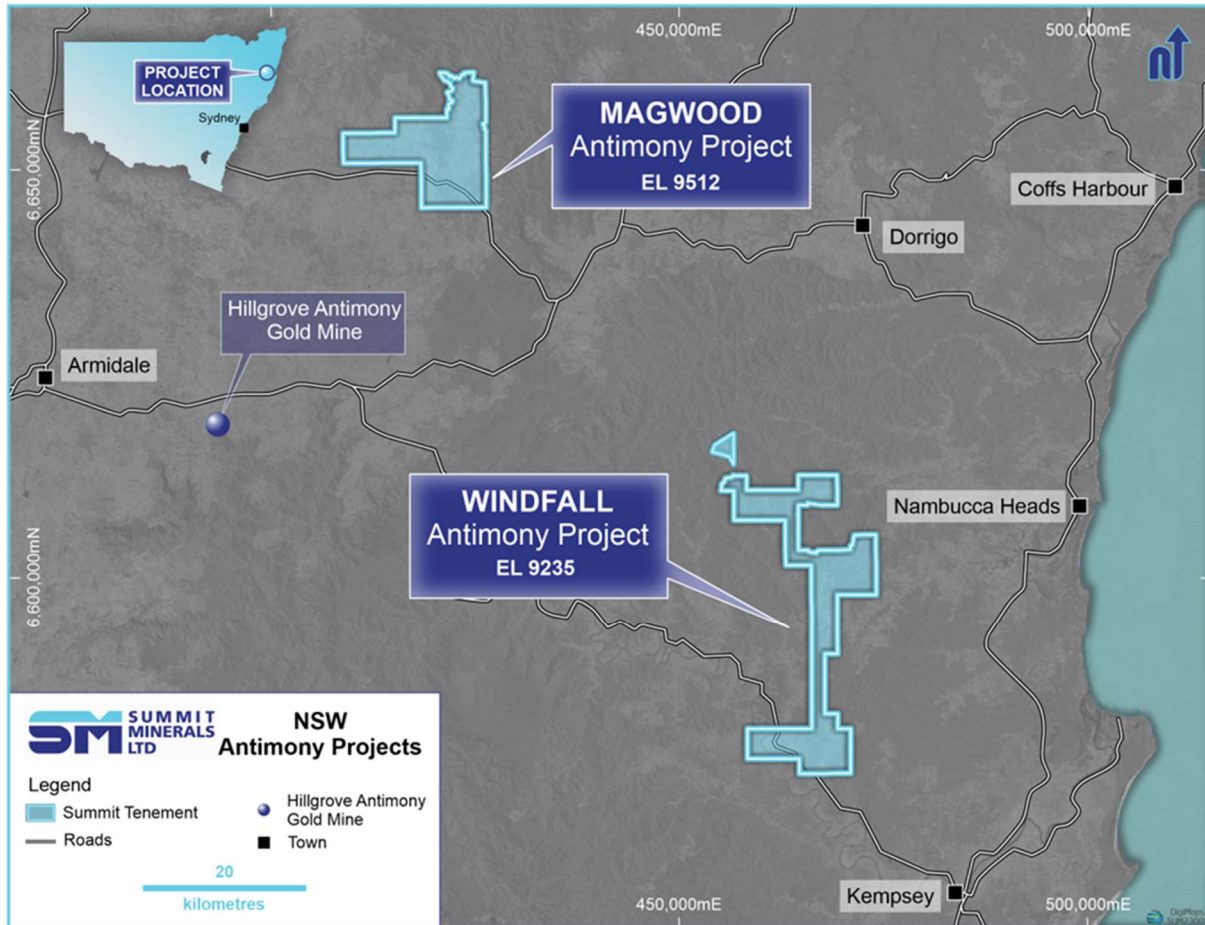 450,000mE
500,000mE
n
PROJECT
LOCATION
Sydney
6,650,000mN
MAGWOOD
Antimony Project
EL 9512
Coffs Harbour
Dorrigo
Hillgrove Antimony
Gold Mine
Armidale
WINDFALL
Antimony Project
EL 9235
Nambucca Heads
6,600,000mN
SM SUMMIT
MINERALS
LTD
NSW
Antimony Projects
Legend
Summit Tenement
Roads
Hillgrove Antimony
Gold Mine
Town
20
kilometres
Kempsey
450,000mE
500,000mE
DigiMaps